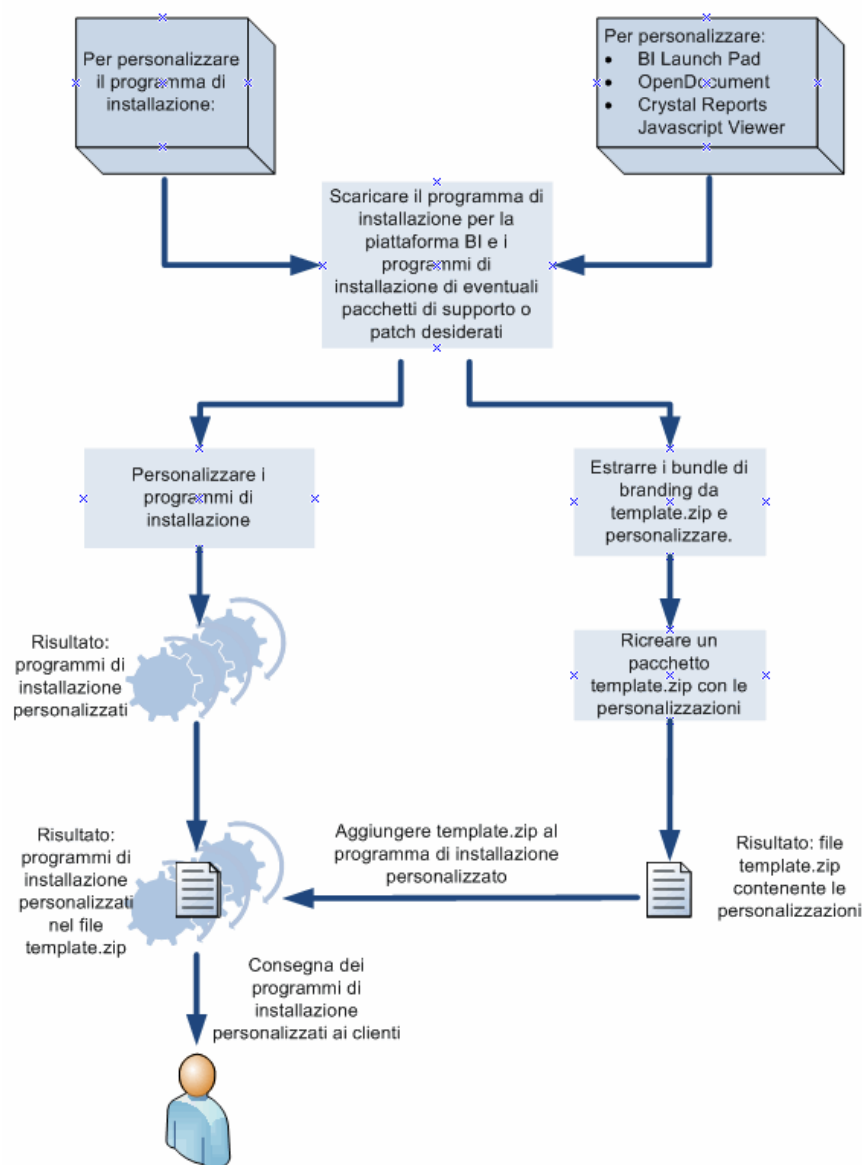 Per personalizzare
il programma di
installazione:
Per personalizzare:
• BI Launch Pad
• OpenDocument
• Crystal Reports
Javascript Viewer
Scaricare il programma di
installazione per la
piattaforma BI e i
programmi di
installazione di eventuali
pacchetti di supporto o
patch desiderati
Personalizzare i
programmi di
installazione
Estrarre i bundle di
branding da
template.zip e
personalizzare.
Risultato:
programmi di
installazione
personalizzati
Ricreare un
pacchetto
template.zip con le
personalizzazioni
Risultato:
programmi di
installazione
personalizzati
nel file
template.zip
Aggiungere template.zip al
programma di installazione
personalizzato
Risultato: file
template.zip
contenente le
personalizzazioni
Consegna dei
programmi di
installazione
personalizzati ai clienti